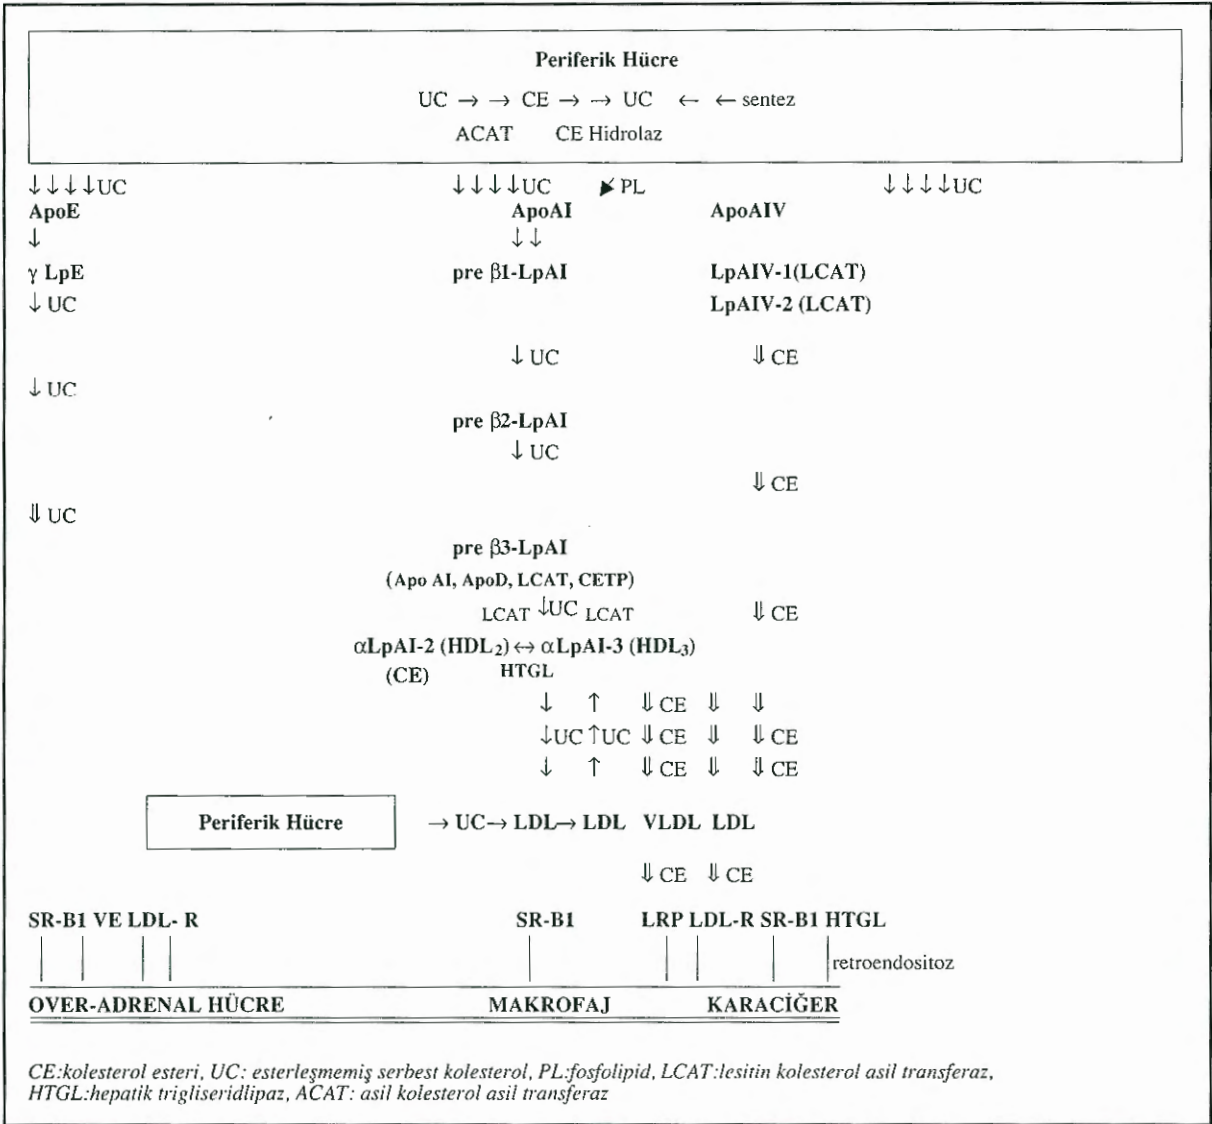 Periferik Hücre
UC → → CE → → UC ← ← sentez
ACAT CE Hidrolaz
↓↓↓↓UC ↓↓↓↓UC PL ↓↓↓↓UC
ApoE ApoAI ApoAIV
↓ ↓↓
γ LpE pre β1-LpAI LpAIV-1(LCAT)
↓ UC LpAIV-2 (LCAT)
↓ UC ⇓ CE
↓ UC
pre β2-LpAI
↓ UC
⇓ CE
⇓ UC
pre β3-LpAI
(Apo AI, ApoD, LCAT, CETP)
LCAT ↓UC LCAT ⇓ CE
αLpAI-2 (HDL₂) ↔ αLpAI-3 (HDL₃)
(CE) HTGL
↓ ↑ ⇓ CE ⇓ ⇓
↓UC ↑UC ⇓ CE ⇓ ⇓ CE
↓ ↑ ⇓ CE ⇓ ⇓ CE
Periferik Hücre → UC→ LDL→ LDL VLDL LDL
⇓ CE ⇓ CE
SR-B1 VE LDL- R SR-B1 LRP LDL-R SR-B1 HTGL
retroendositoz
OVER-ADRENAL HÜCRE MAKROFAJ KARACİĞER
CE:kolesterol esteri, UC: esterleşmemiş serbest kolesterol, PL:fosfolipid, LCAT:lesitin kolesterol asil transferaz,
HTGL:hepatik trigliseridlipaz, ACAT: asil kolesterol asil transferaz